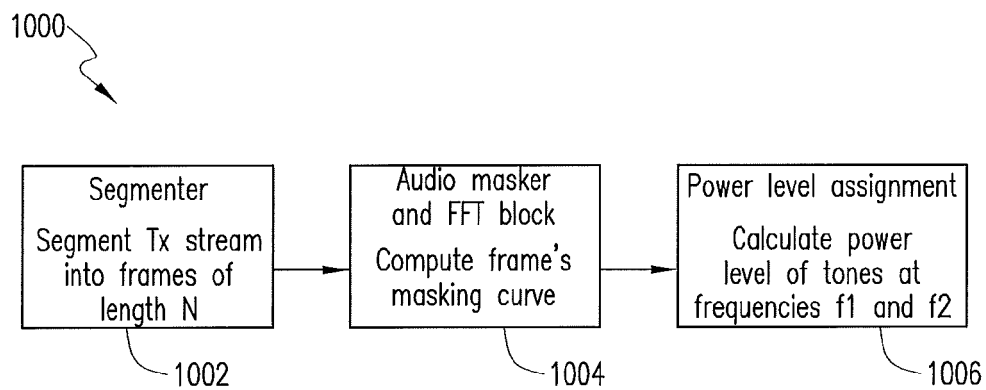 1000
Segmenter
Segment Tx stream
into frames of
length N
Audio masker
and FFT block
Compute frame's
masking curve
Power level assignment
Calculate power
level of tones at
frequencies f1 and f2
1002
1004
1006